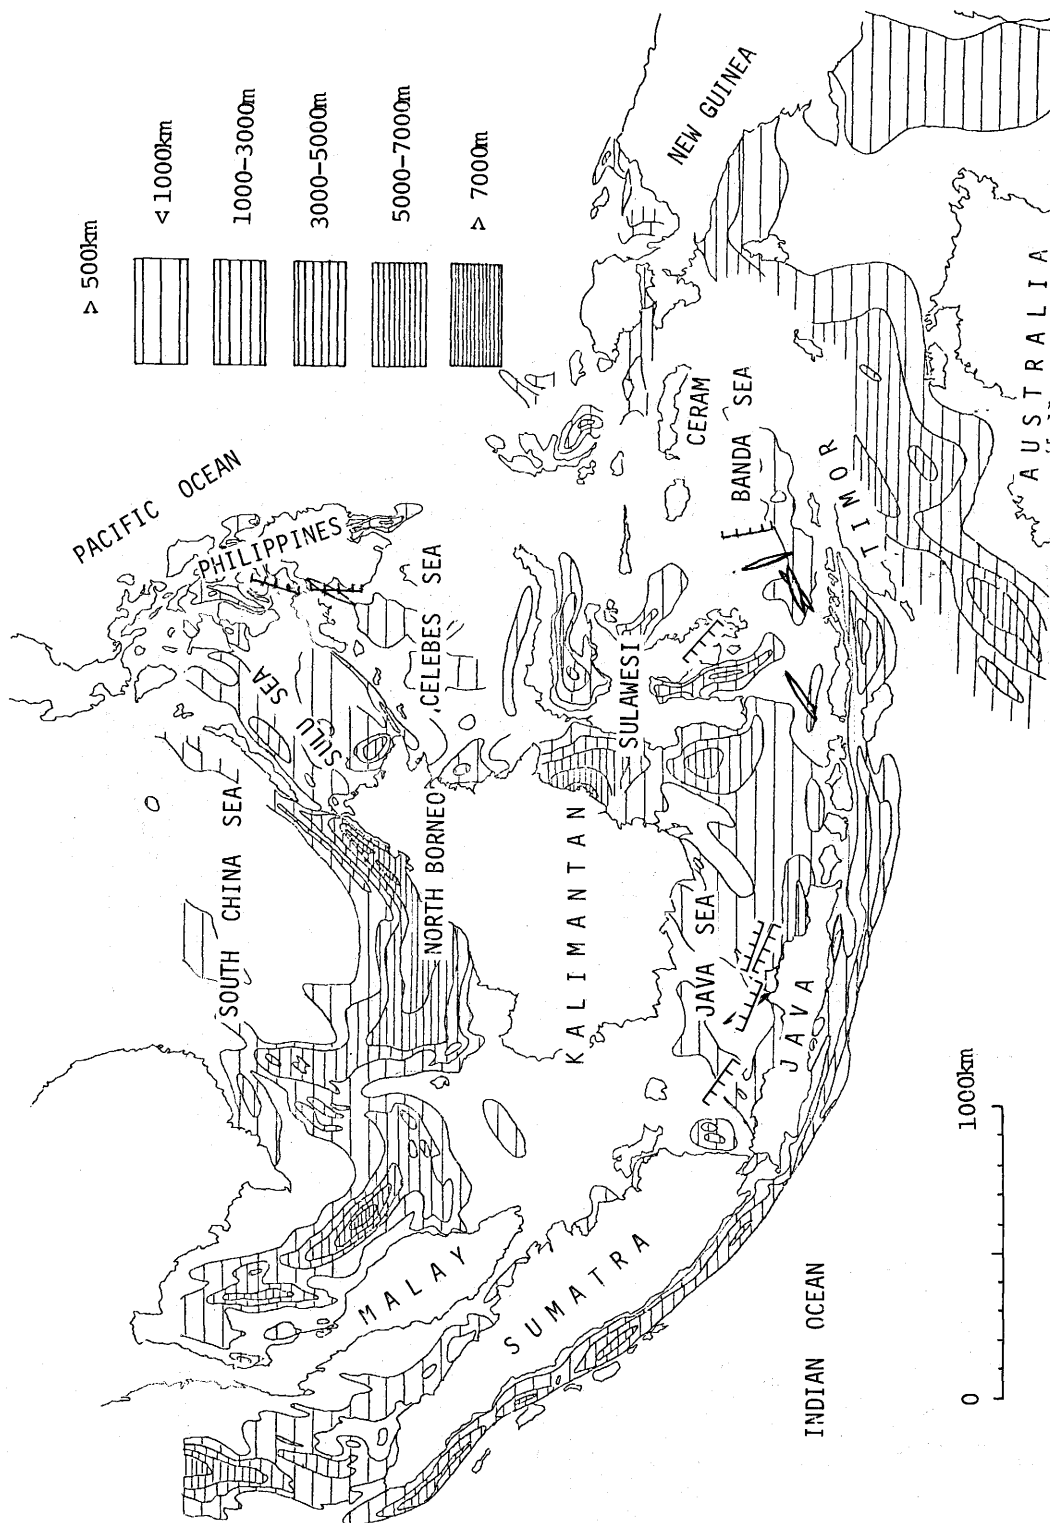 > 500km
< 1000km
1000-3000m
3000-5000m
5000-7000m
> 7000m
PACIFIC OCEAN
PHILIPPINES
SOUTH CHINA SEA
SULU SEA
CELEBES SEA
NORTH BORNEO
KALIMANTAN
SULAWESI
MALAY
SUMATRA
JAVA SEA
JAVA
CERAM
BANDA SEA
TIMOR
NEW GUINEA
AUSTRALIA
INDIAN OCEAN
0
1000km